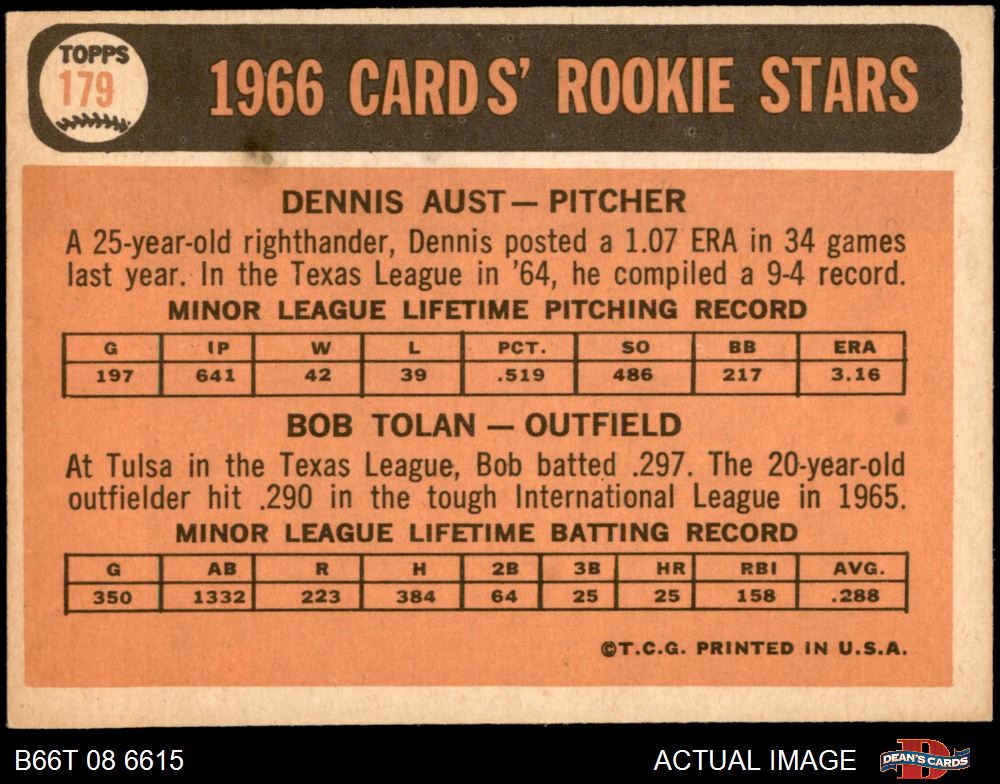 TOPPS
179
1966 CARDS' ROOKIE STARS
DENNIS AUST — PITCHER
A 25-year-old righthander, Dennis posted a 1.07 ERA in 34 games
last year. In the Texas League in '64, he compiled a 9-4 record.
MINOR LEAGUE LIFETIME PITCHING RECORD
G IP W L PCT. SO BB ERA
197 641 42 39 .519 486 217 3.16
BOB TOLAN — OUTFIELD
At Tulsa in the Texas League, Bob batted .297. The 20-year-old
outfielder hit .290 in the tough International League in 1965.
MINOR LEAGUE LIFETIME BATTING RECORD
G AB R H 2B 3B HR RBI AVG.
350 1332 223 384 64 25 25 158 .288
©T.C.G. PRINTED IN U.S.A.
B66T 08 6615 ACTUAL IMAGE D DEAN'S CARDS